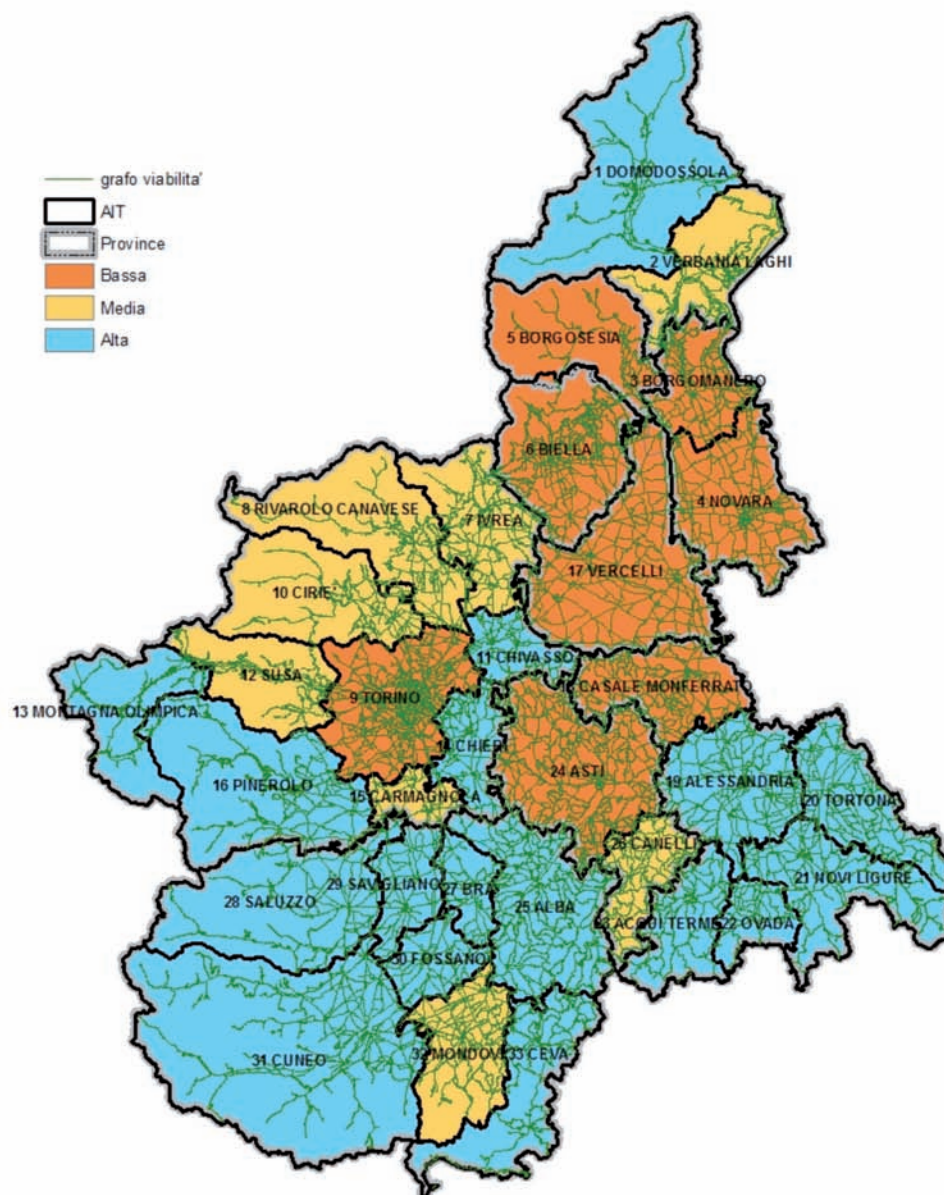 grafo viabilita'
AIT
Province
Bassa
Media
Alta
1 DOMODOSSOLA
2 VERBANIA LAGHI
5 BORGOSESIA
3 BORGOMANERO
6 BIELLA
4 NOVARA
8 RIVAROLO CANAVESE
7 IVREA
10 CIRIE
17 VERCELLI
11 CHIVASSO
12 SUSA
9 TORINO
CASALE MONFERRATO
13 MONTAGNA OLIMPICA
14 CHIERI
16 PINEROLO
24 ASTI
19 ALESSANDRIA
15 CARMAGNOLA
20 TORTONA
26 CANELLI
21 NOVI LIGURE
28 SALUZZO
29 SAVIGLIANO
27 BRA
25 ALBA
23 ACQUI TERME
22 OVADA
30 FOSSANO
31 CUNEO
32 MONDOVI
33 CEVA